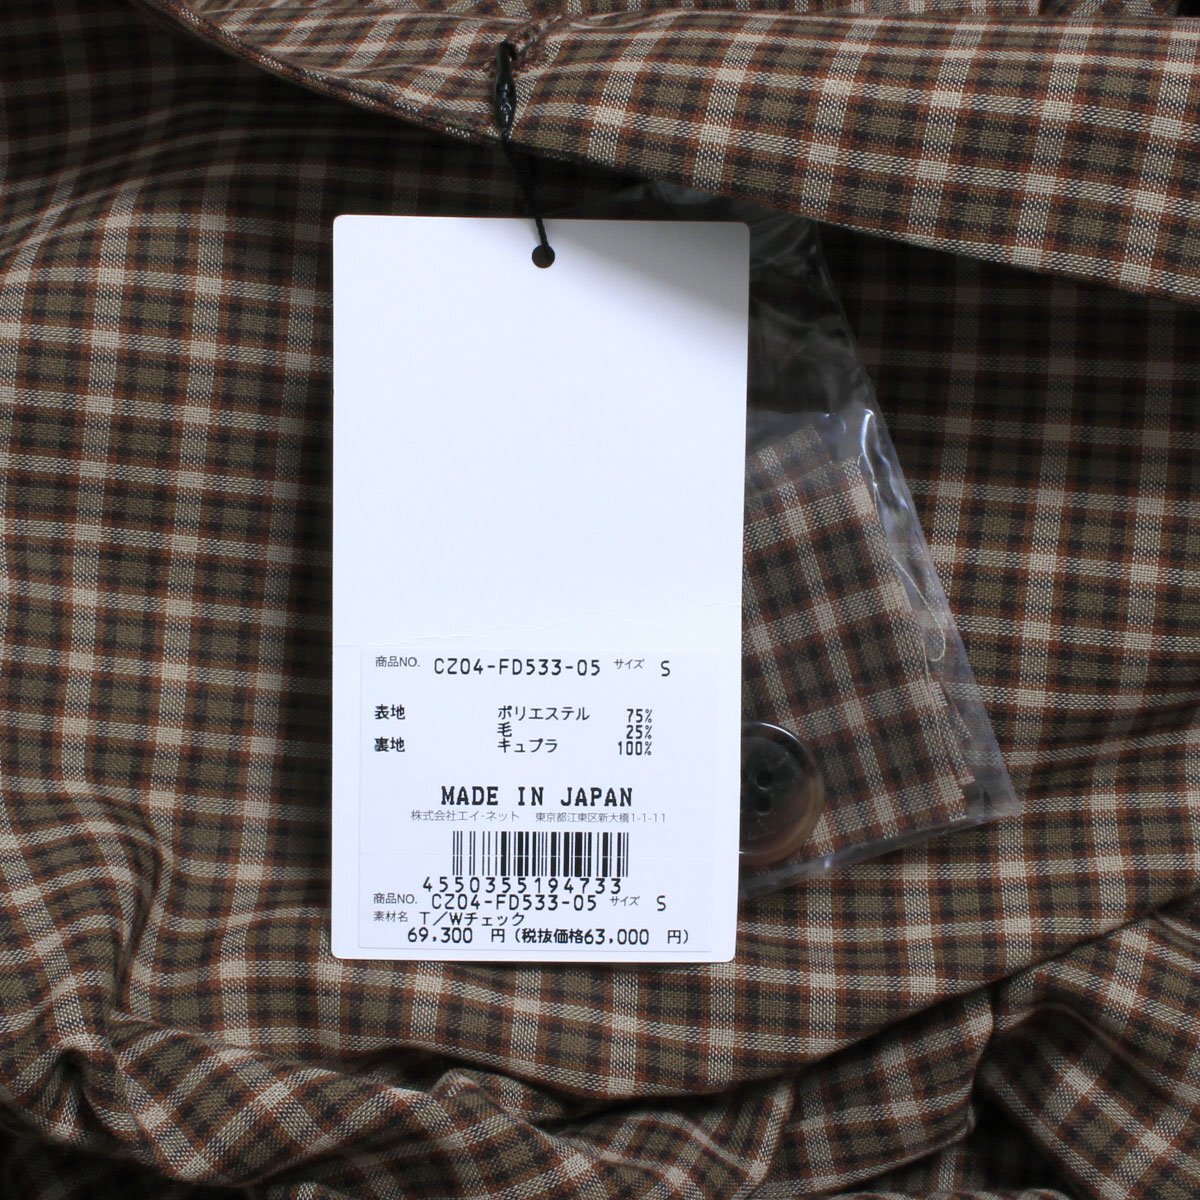 商品NO. CZ04-FD533-05 サイズ S
表地 ポリエステル 75%
毛 25%
裏地 キュプラ 100%
MADE IN JAPAN
株式会社エイ・ネット 東京都江東区新大橋1-1-11
4550355194733
商品NO. CZ04-FD533-05 サイズ S
素材名 T/Wチェック
69,300 円(税抜価格63,000 円)